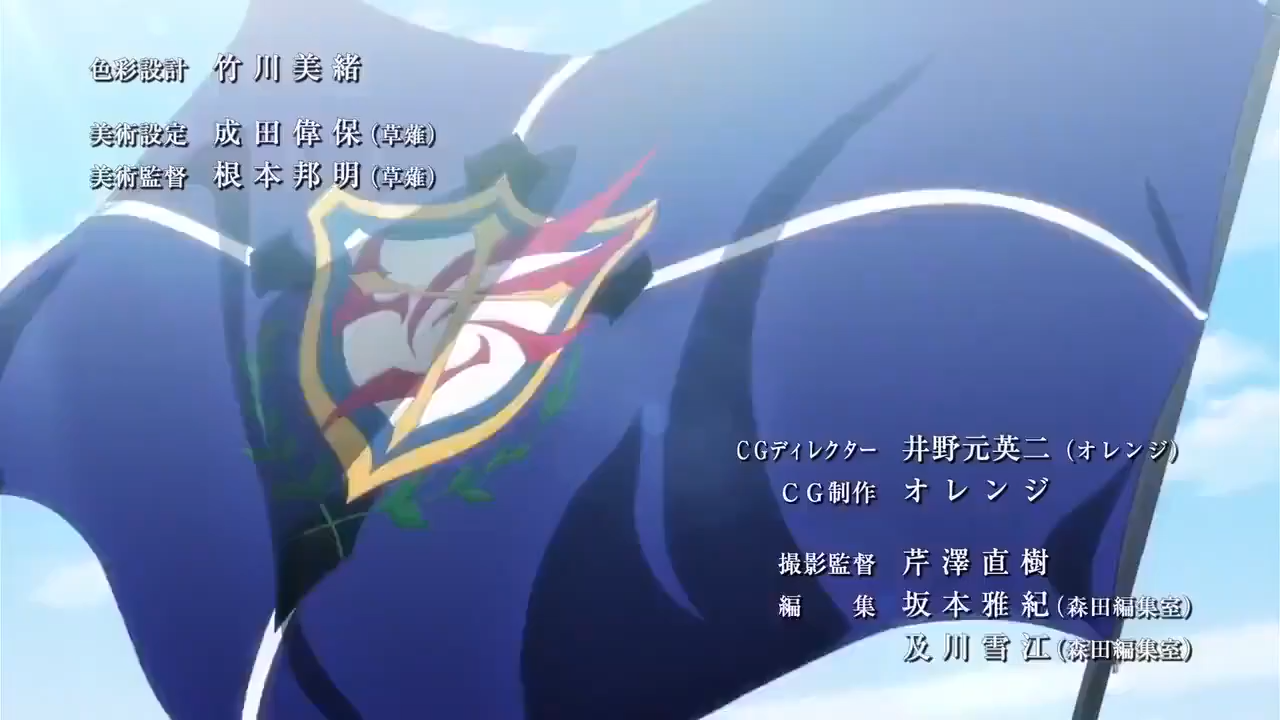 色彩設計 竹川美緒
美術設定 成田偉保(草薙)
美術監督 根本邦明(草薙)
CGディレクター 井野元英二(オレンジ)
CG制作 オレンジ
撮影監督 芹澤直樹
編集 坂本雅紀(森田編集室)
及川雪江(森田編集室)